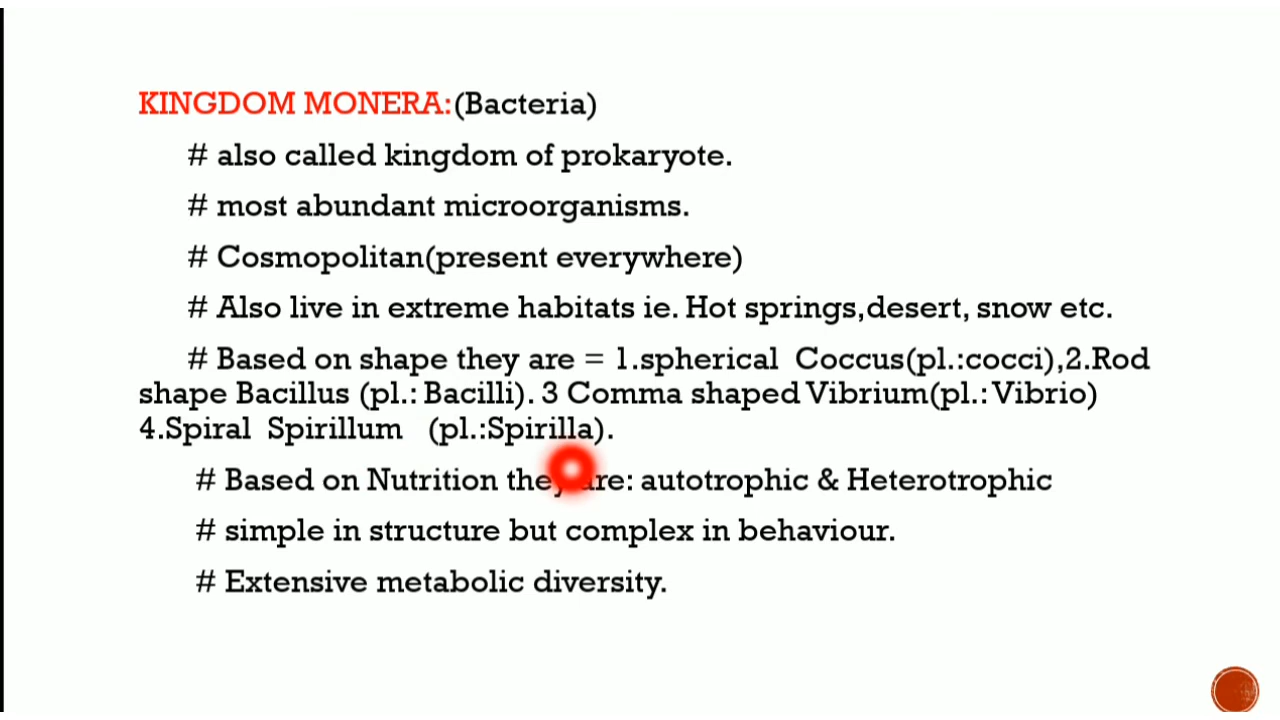 KINGDOM MONERA:(Bacteria)
# also called kingdom of prokaryote.
# most abundant microorganisms.
# Cosmopolitan(present everywhere)
# Also live in extreme habitats ie. Hot springs,desert, snow etc.
# Based on shape they are = 1.spherical Coccus(pl.:cocci),2.Rod
shape Bacillus (pl.: Bacilli). 3 Comma shaped Vibrium(pl.: Vibrio)
4.Spiral Spirillum (pl.:Spirilla).
# Based on Nutrition they are: autotrophic & Heterotrophic
# simple in structure but complex in behaviour.
# Extensive metabolic diversity.